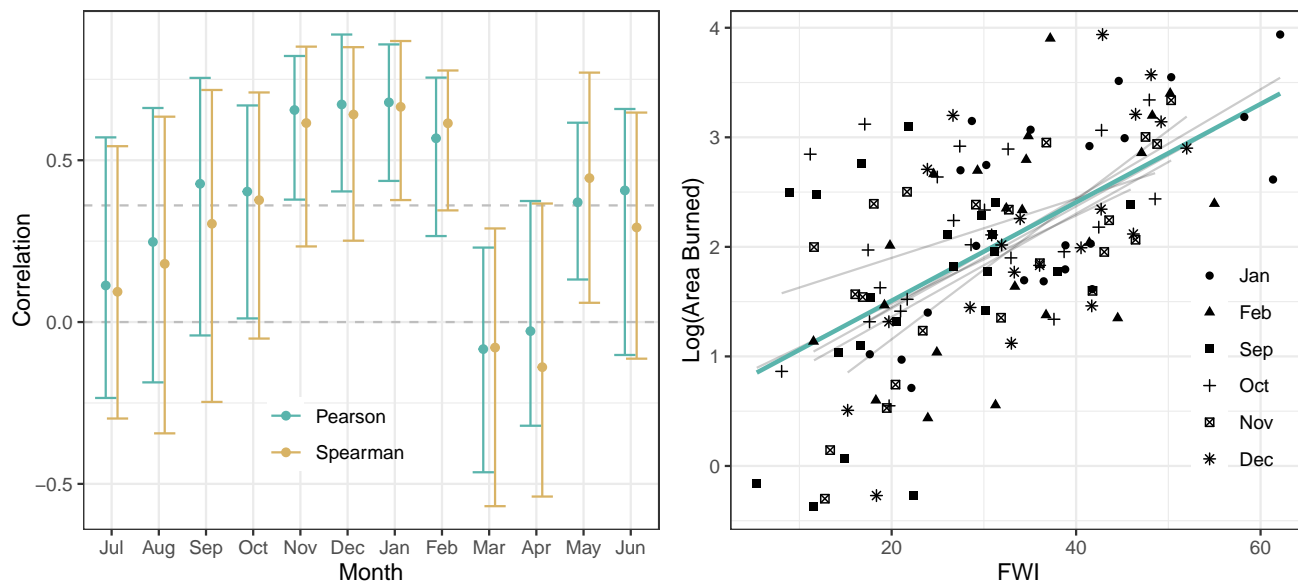 Correlation
0.5
0.0
−0.5
Pearson
Spearman
Jul Aug Sep Oct Nov Dec Jan Feb Mar Apr May Jun
Month
Log(Area Burned)
4
3
2
1
0
Jan
Feb
Sep
Oct
Nov
Dec
20 40 60
FWI